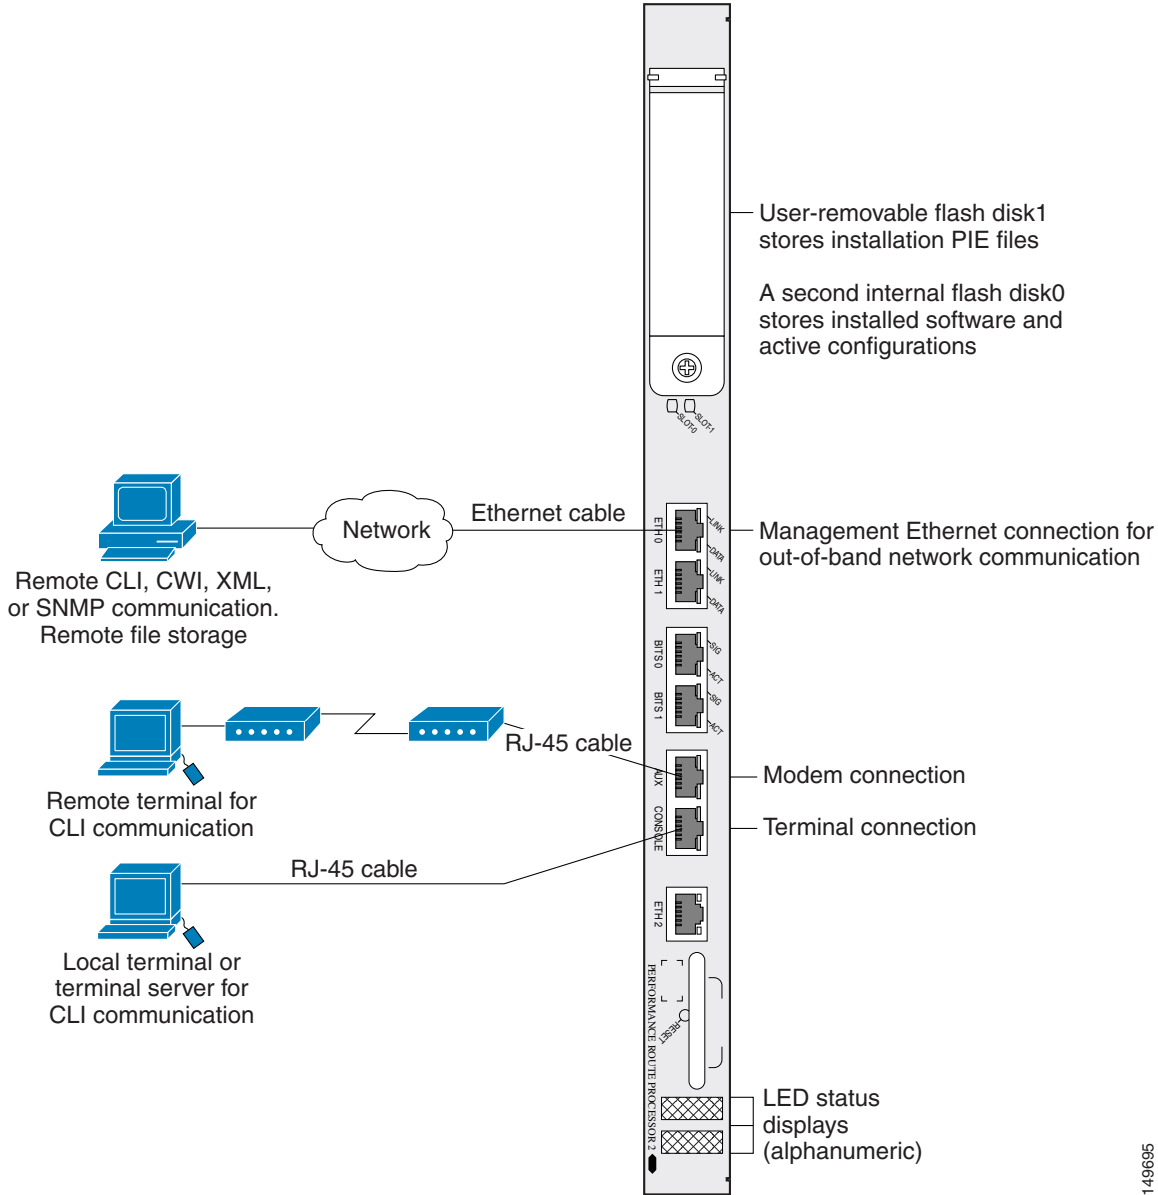 User-removable flash disk1
stores installation PIE files
A second internal flash disk0
stores installed software and
active configurations
SLOT-0
SLOT-1
Network
Ethernet cable
ETH 0
LINK
DATA
Management Ethernet connection for
out-of-band network communication
ETH 1
LINK
DATA
Remote CLI, CWI, XML,
or SNMP communication.
Remote file storage
BITS 0
SIG
ACT
BITS 1
SIG
ACT
RJ-45 cable
AUX
Modem connection
Remote terminal for
CLI communication
CONSOLE
Terminal connection
RJ-45 cable
ETH 2
Local terminal or
terminal server for
CLI communication
RESET
PERFORMANCE ROUTE PROCESSOR 2
LED status
displays
(alphanumeric)
149695